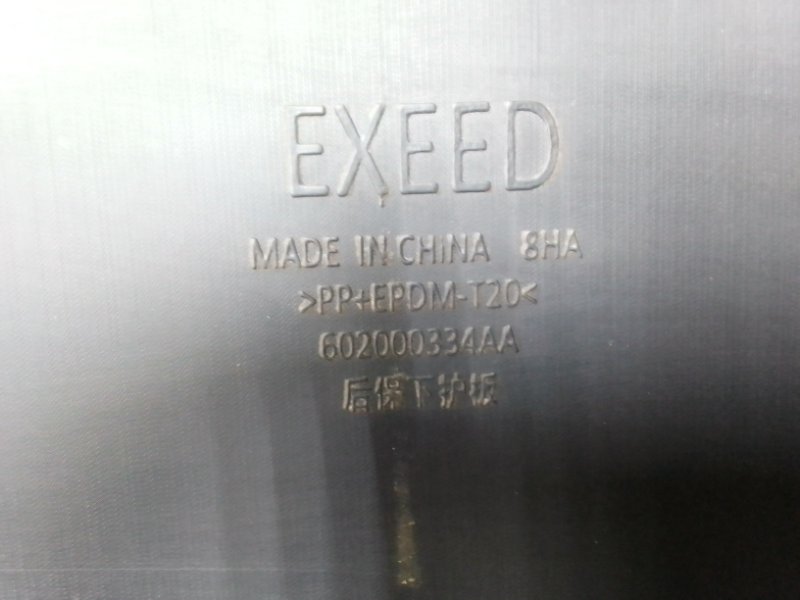 EXEED
MADE IN CHINA 8HA
>PP+EPDM-T20<
602000334AA
后保下护板